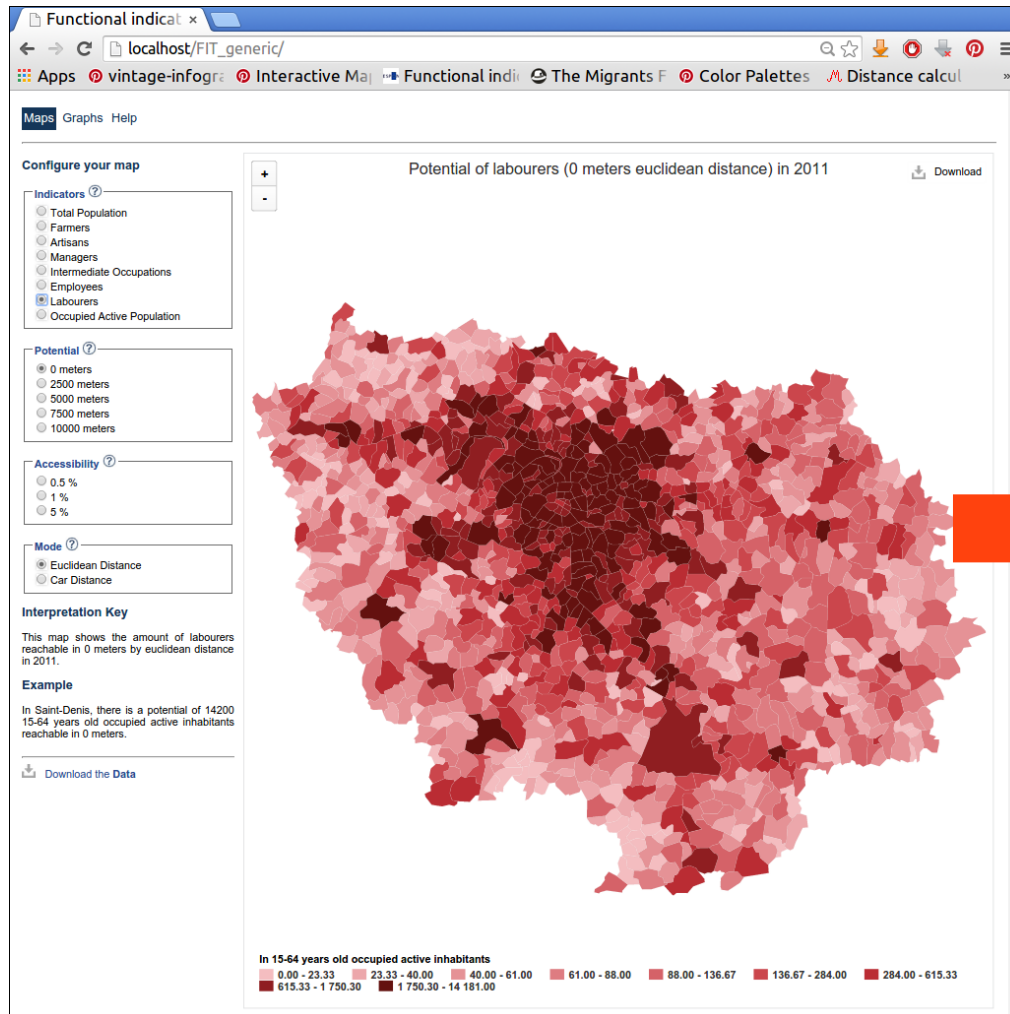 Functional indicat ×
localhost/FIT_generic/
Apps vintage-infogra Interactive Ma Functional indi The Migrants F Color Palettes Distance calcul »
Maps Graphs Help
Configure your map
Indicators ?
Total Population
Farmers
Artisans
Managers
Intermediate Occupations
Employees
Labourers
Occupied Active Population
Potential ?
0 meters
2500 meters
5000 meters
7500 meters
10000 meters
Accessibility ?
0.5 %
1 %
5 %
Mode ?
Euclidean Distance
Car Distance
Interpretation Key
This map shows the amount of labourers
reachable in 0 meters by euclidean distance
in 2011.
Example
In Saint-Denis, there is a potential of 14200
15-64 years old occupied active inhabitants
reachable in 0 meters.
Download the Data
+
-
Potential of labourers (0 meters euclidean distance) in 2011
Download
In 15-64 years old occupied active inhabitants
0.00 - 23.33 23.33 - 40.00 40.00 - 61.00 61.00 - 88.00 88.00 - 136.67 136.67 - 284.00 284.00 - 615.33
615.33 - 1 750.30 1 750.30 - 14 181.00